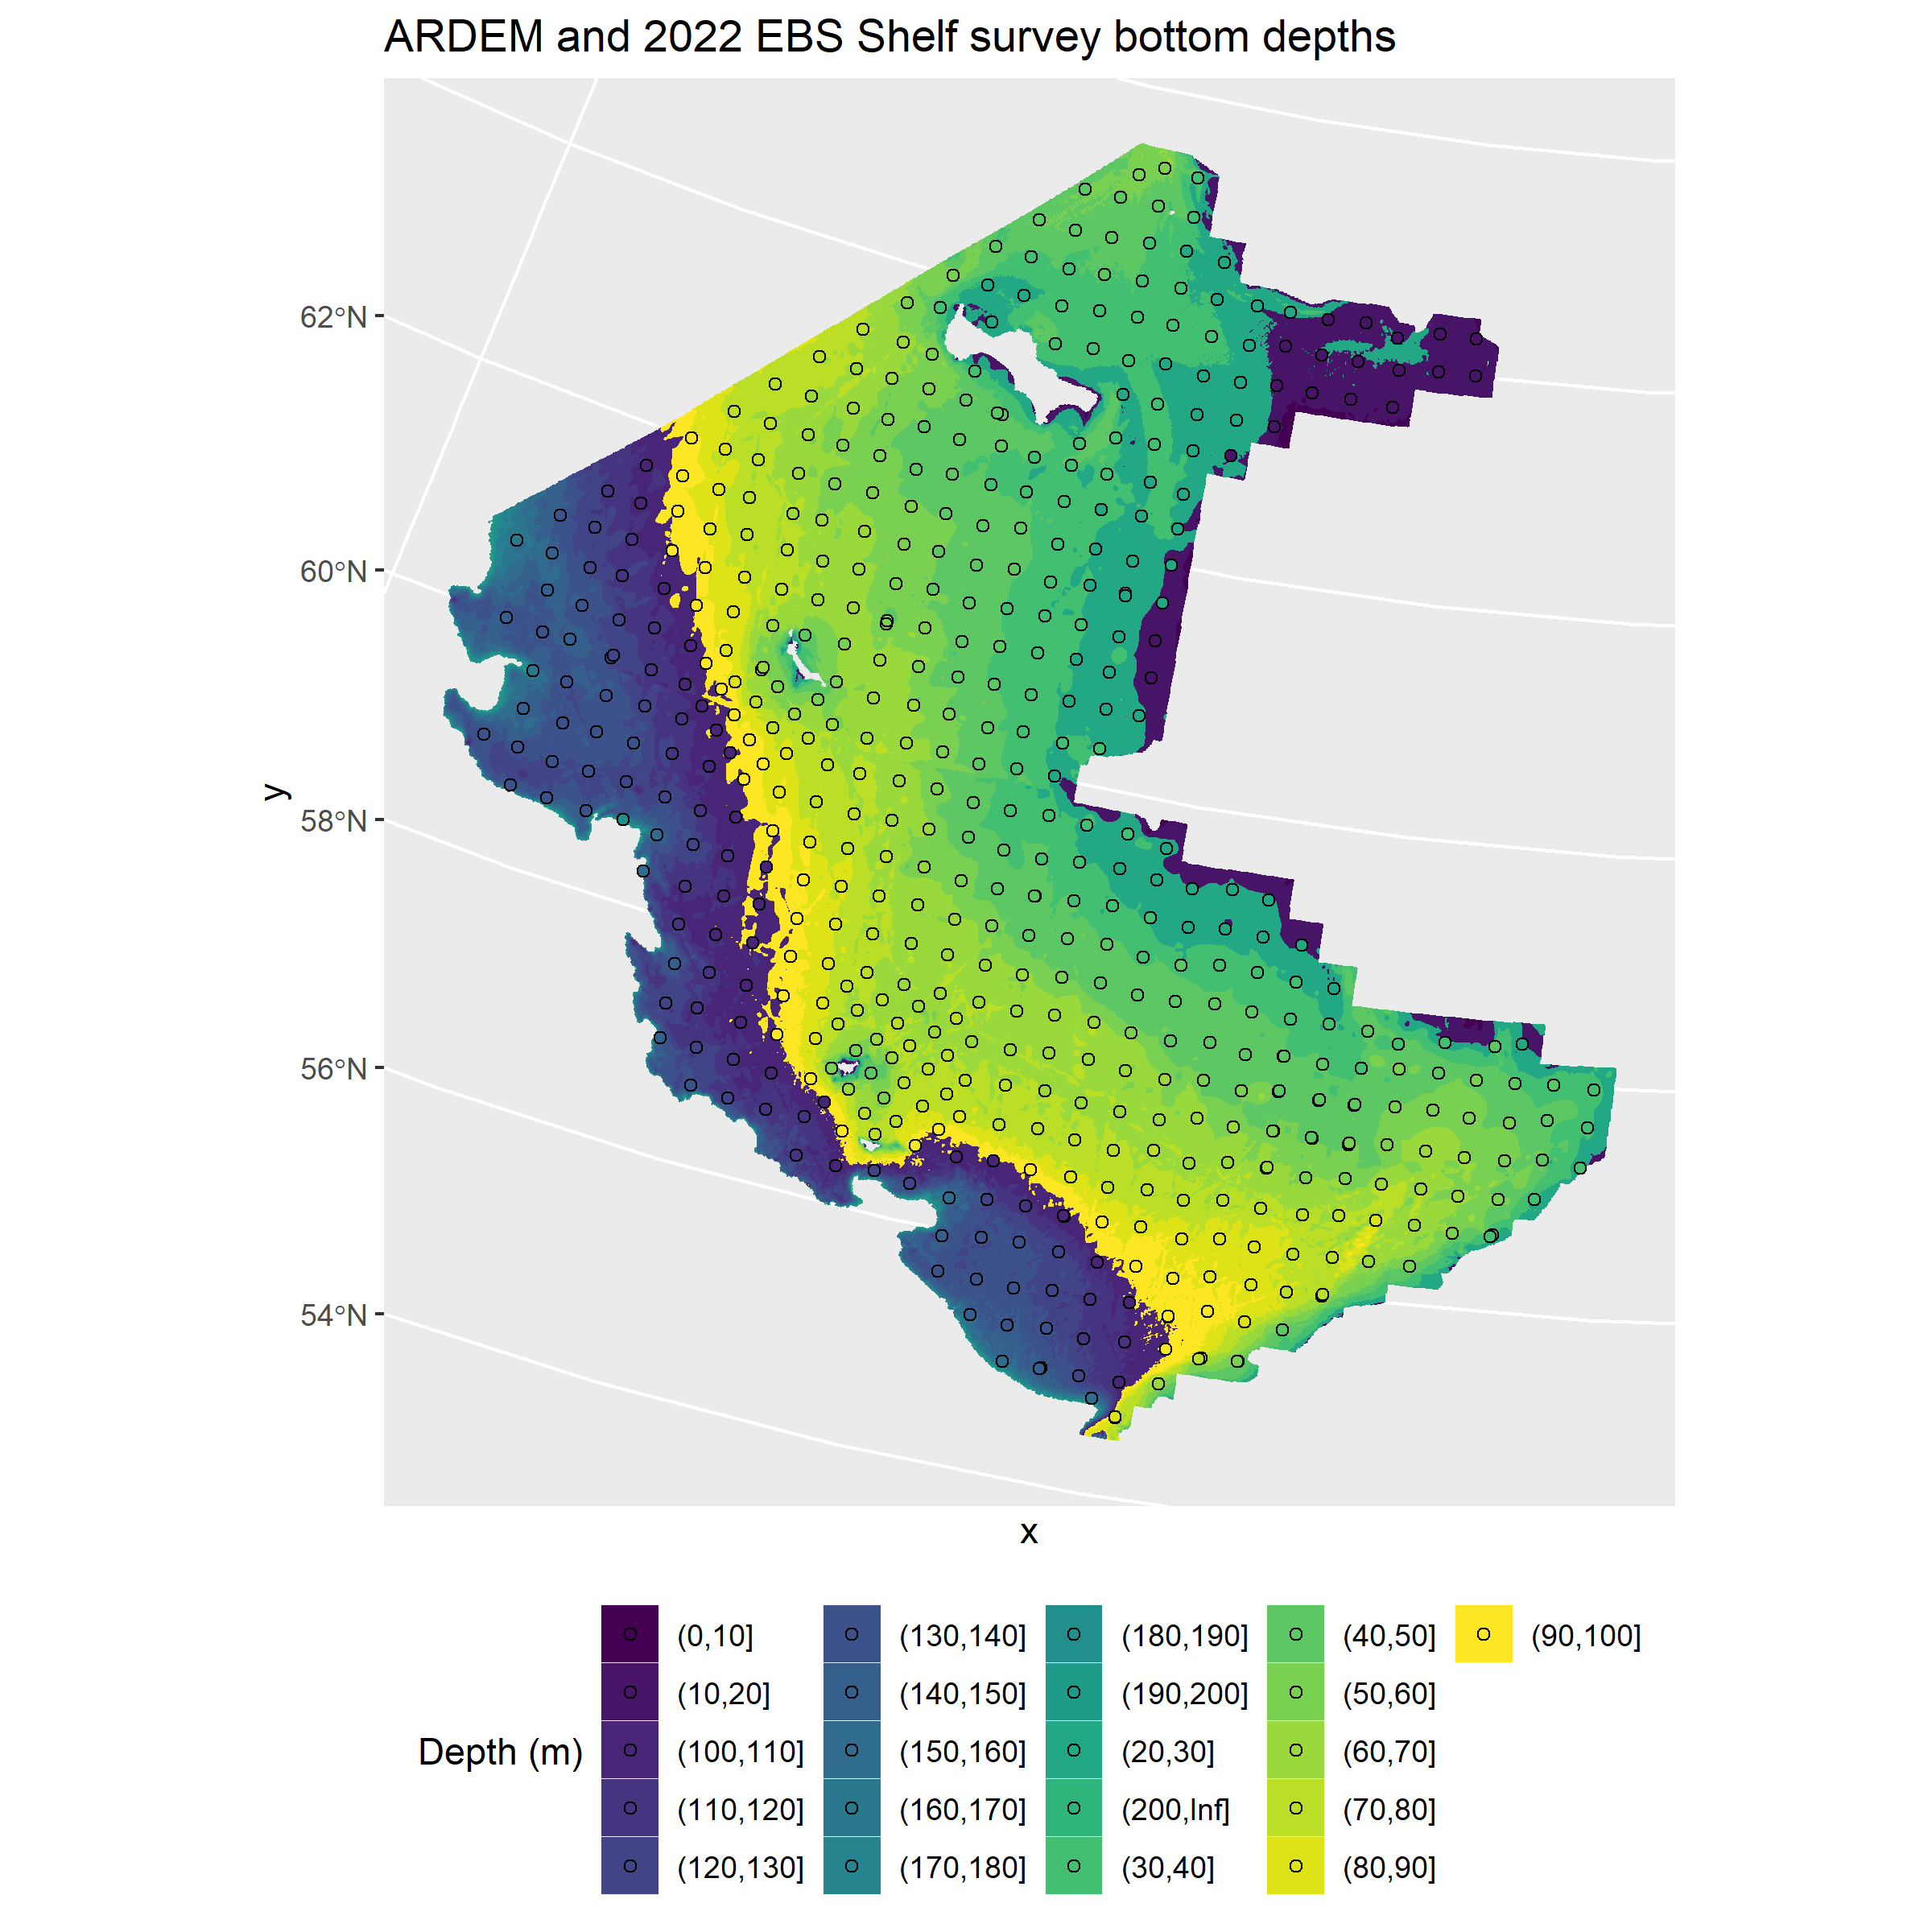 ARDEM and 2022 EBS Shelf survey bottom depths
62°N
60°N
58°N
56°N
54°N
y
x
Depth (m)
(0,10]
(10,20]
(100,110]
(110,120]
(120,130]
(130,140]
(140,150]
(150,160]
(160,170]
(170,180]
(180,190]
(190,200]
(20,30]
(200,Inf]
(30,40]
(40,50]
(50,60]
(60,70]
(70,80]
(80,90]
(90,100]